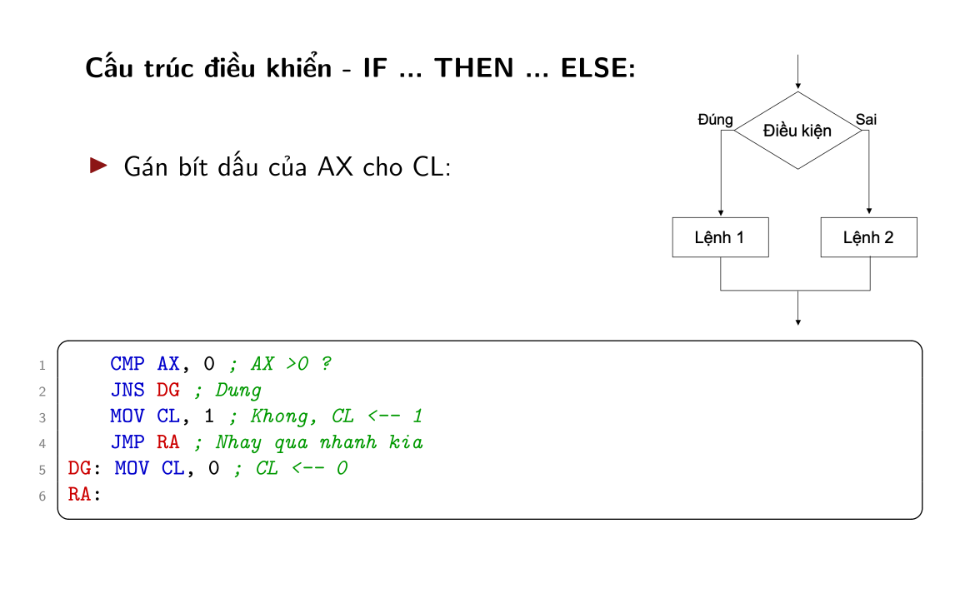 Cấu trúc điều khiển - IF ... THEN ... ELSE:
Đúng
Sai
Điều kiện
► Gán bít dấu của AX cho CL:
Lệnh 1
Lệnh 2
1 CMP AX, 0 ; AX >0 ?
2 JNS DG ; Dung
3 MOV CL, 1 ; Khong, CL <-- 1
4 JMP RA ; Nhay qua nhanh kia
5 DG: MOV CL, 0 ; CL <-- 0
6 RA: